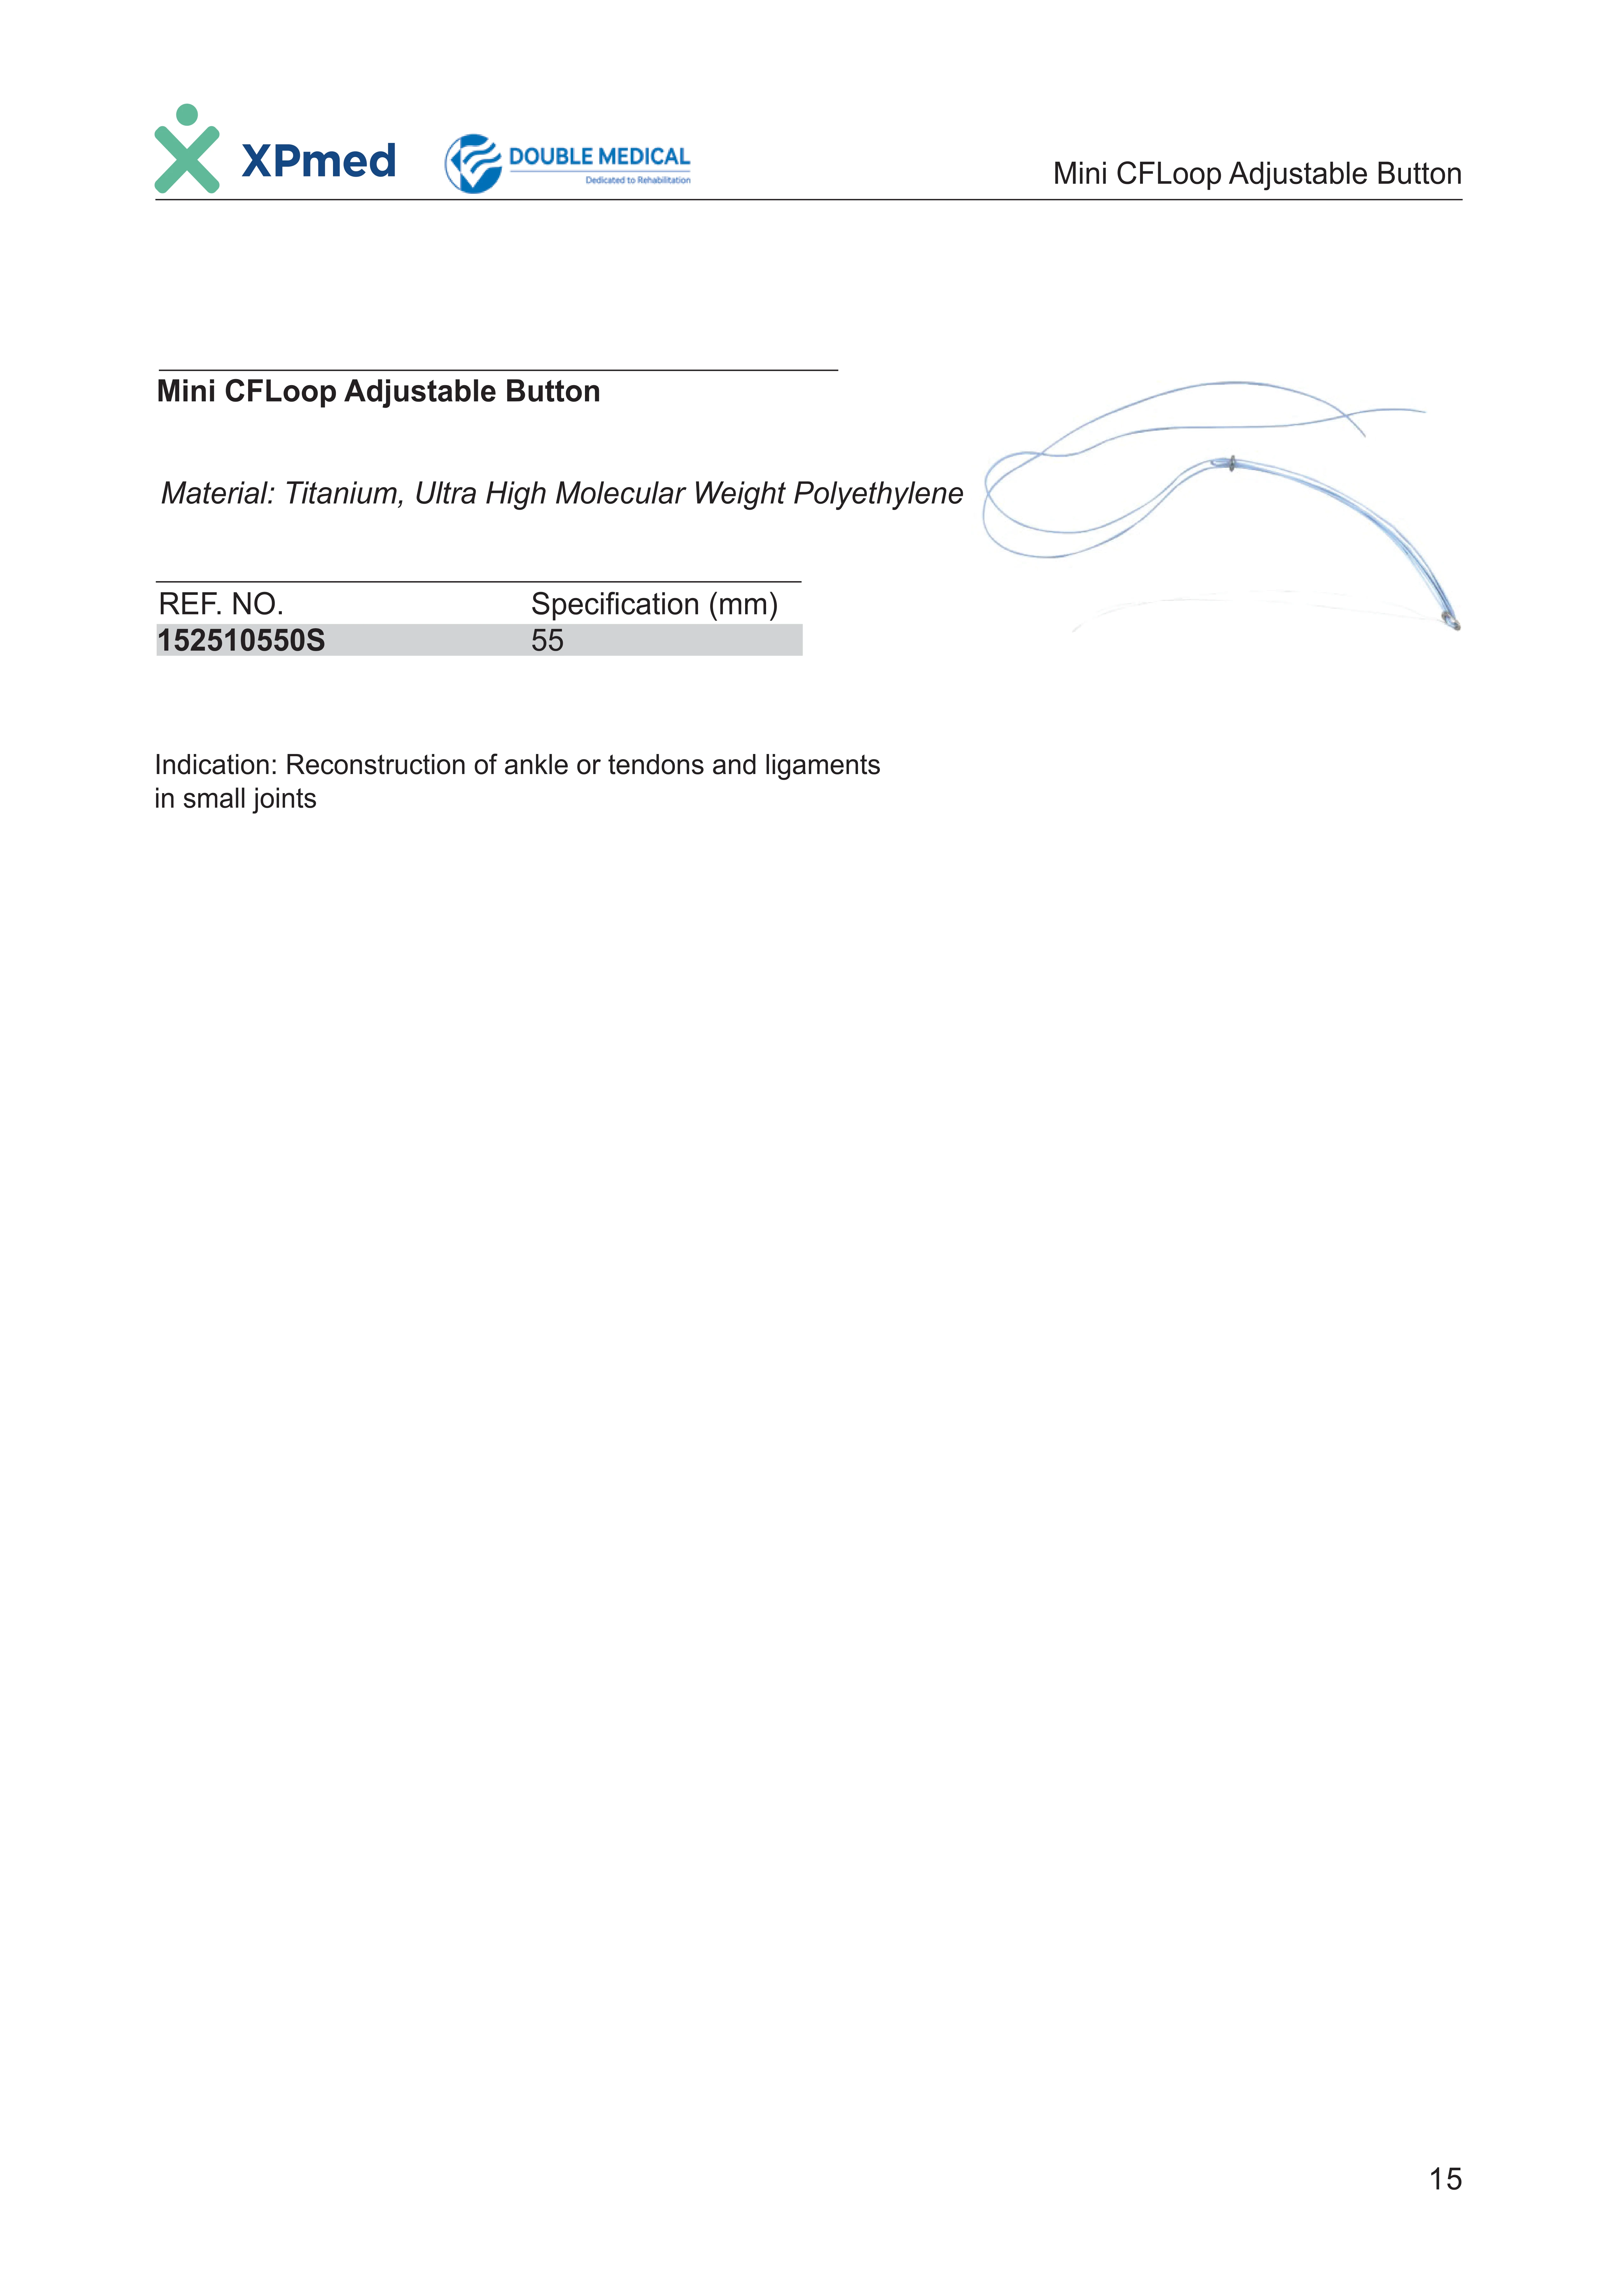 XPmed
DOUBLE MEDICAL
Dedicated to Rehabilitation
Mini CFLoop Adjustable Button
Mini CFLoop Adjustable Button
Material: Titanium, Ultra High Molecular Weight Polyethylene
REF. NO. Specification (mm)
152510550S 55
Indication: Reconstruction of ankle or tendons and ligaments
in small joints
15